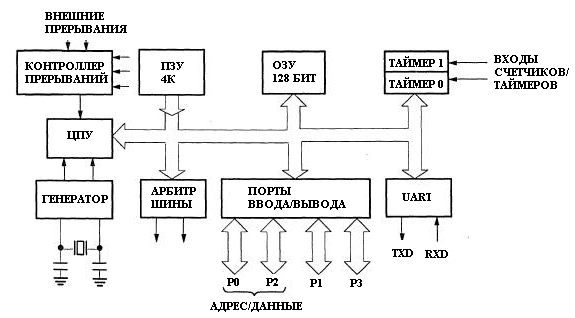 ВНЕШНИЕ
ПРЕРЫВАНИЯ
КОНТРОЛЛЕР
ПРЕРЫВАНИЙ
ПЗУ
4К
ОЗУ
128 БИТ
ТАЙМЕР 1
ТАЙМЕР 0
ВХОДЫ
СЧЕТЧИКОВ/
ТАЙМЕРОВ
ЦПУ
ГЕНЕРАТОР
АРБИТР
ШИНЫ
ПОРТЫ
ВВОДА/ВЫВОДА
UARI
TXD RXD
P0 P2 P1 P3
АДРЕС/ДАННЫЕ